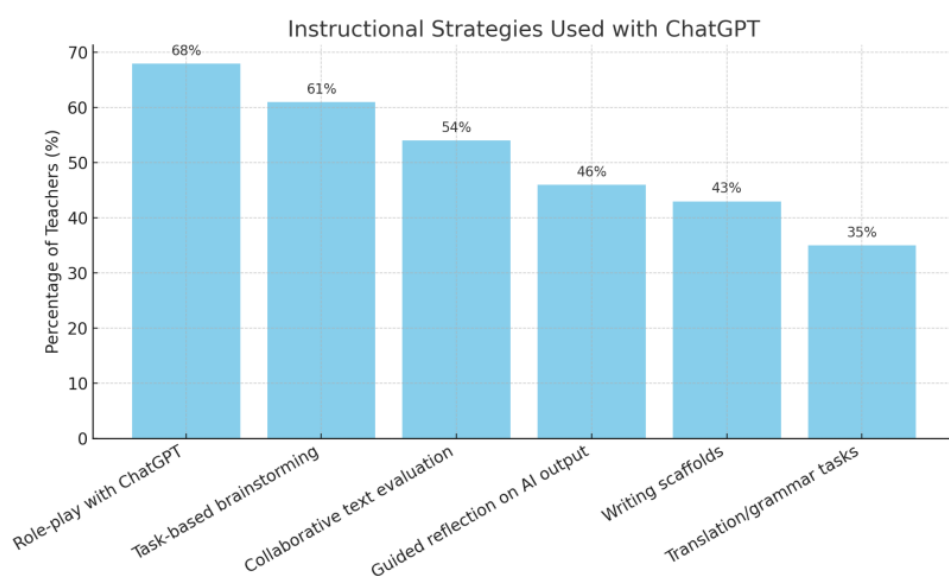 Instructional Strategies Used with ChatGPT
Percentage of Teachers (%)
70
60
50
40
30
20
10
0
68%
61%
54%
46%
43%
35%
Role-play with ChatGPT
Task-based brainstorming
Collaborative text evaluation
Guided reflection on AI output
Writing scaffolds
Translation/grammar tasks